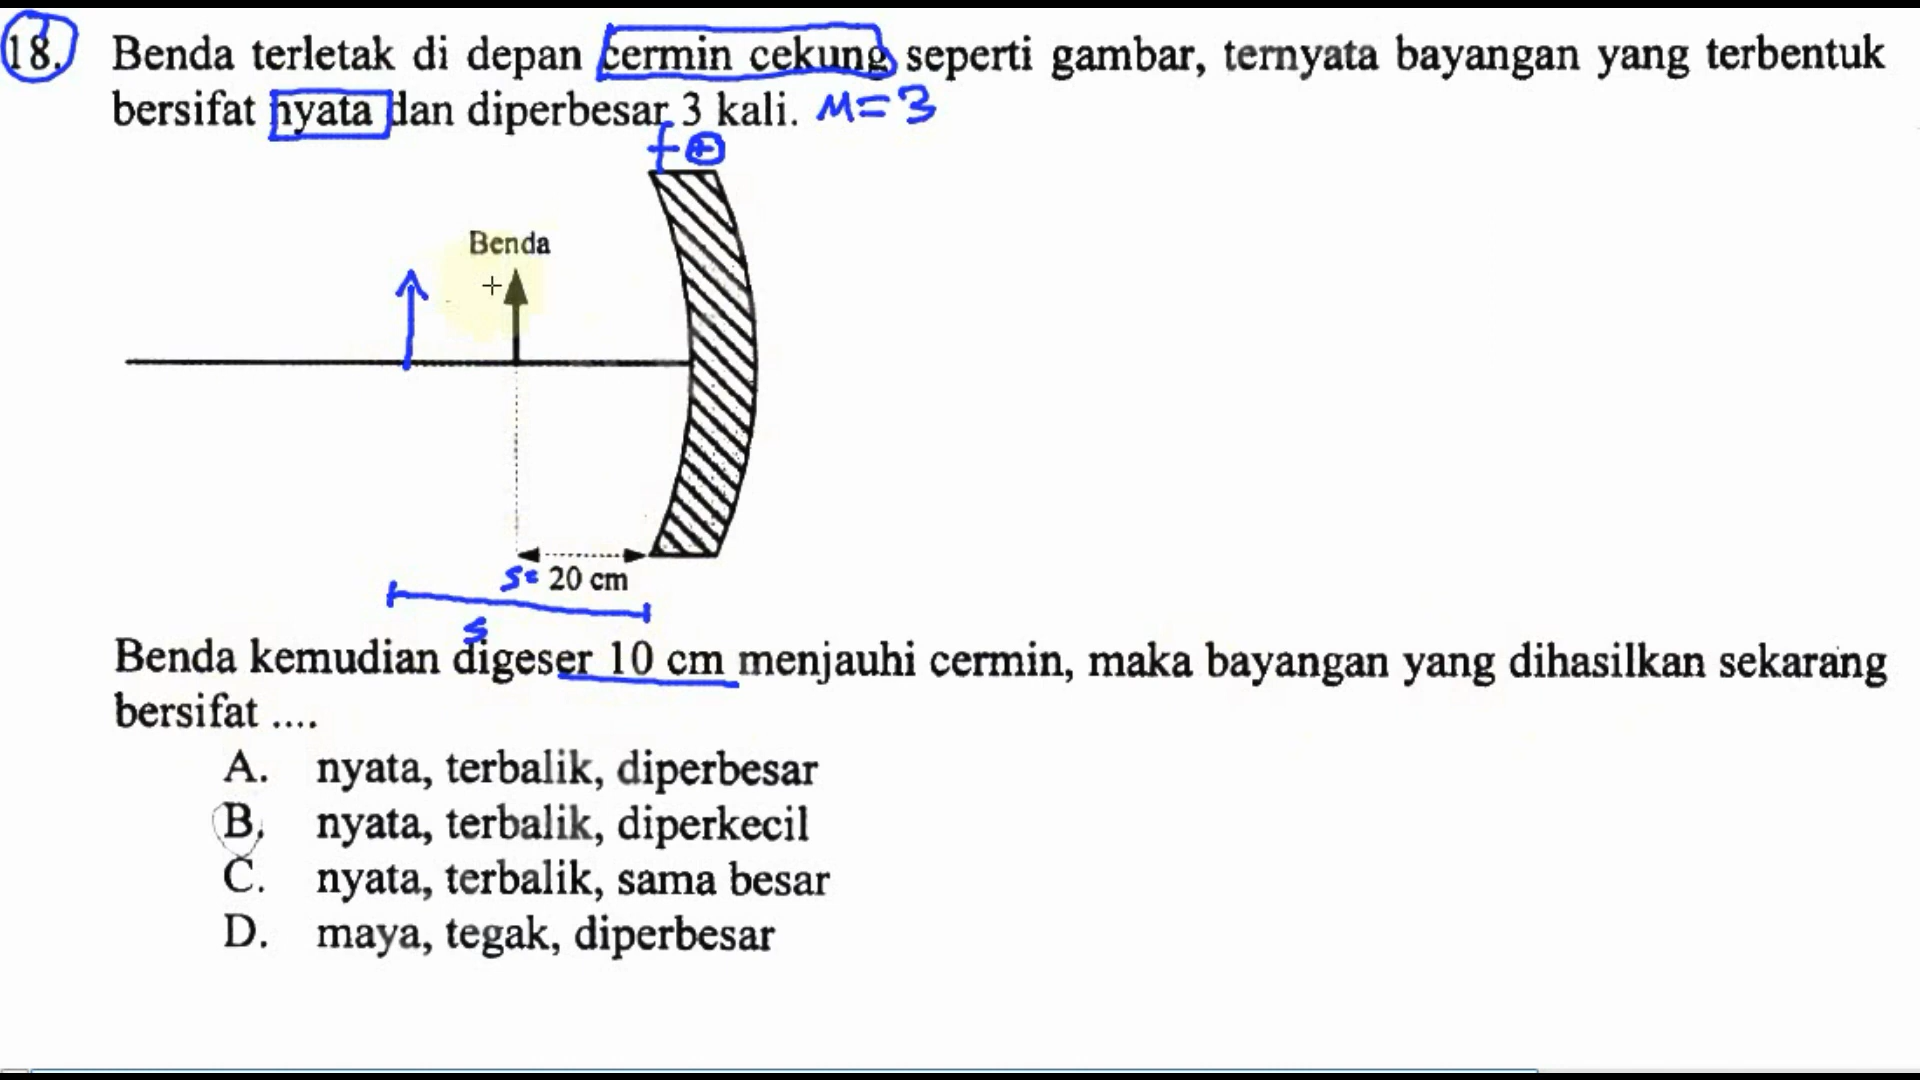 18. Benda terletak di depan cermin cekung seperti gambar, ternyata bayangan yang terbentuk
bersifat nyata dan diperbesar 3 kali. M=3
f ⊕
Benda
S= 20 cm
S
Benda kemudian digeser 10 cm menjauhi cermin, maka bayangan yang dihasilkan sekarang
bersifat ....
A. nyata, terbalik, diperbesar
B. nyata, terbalik, diperkecil
C. nyata, terbalik, sama besar
D. maya, tegak, diperbesar